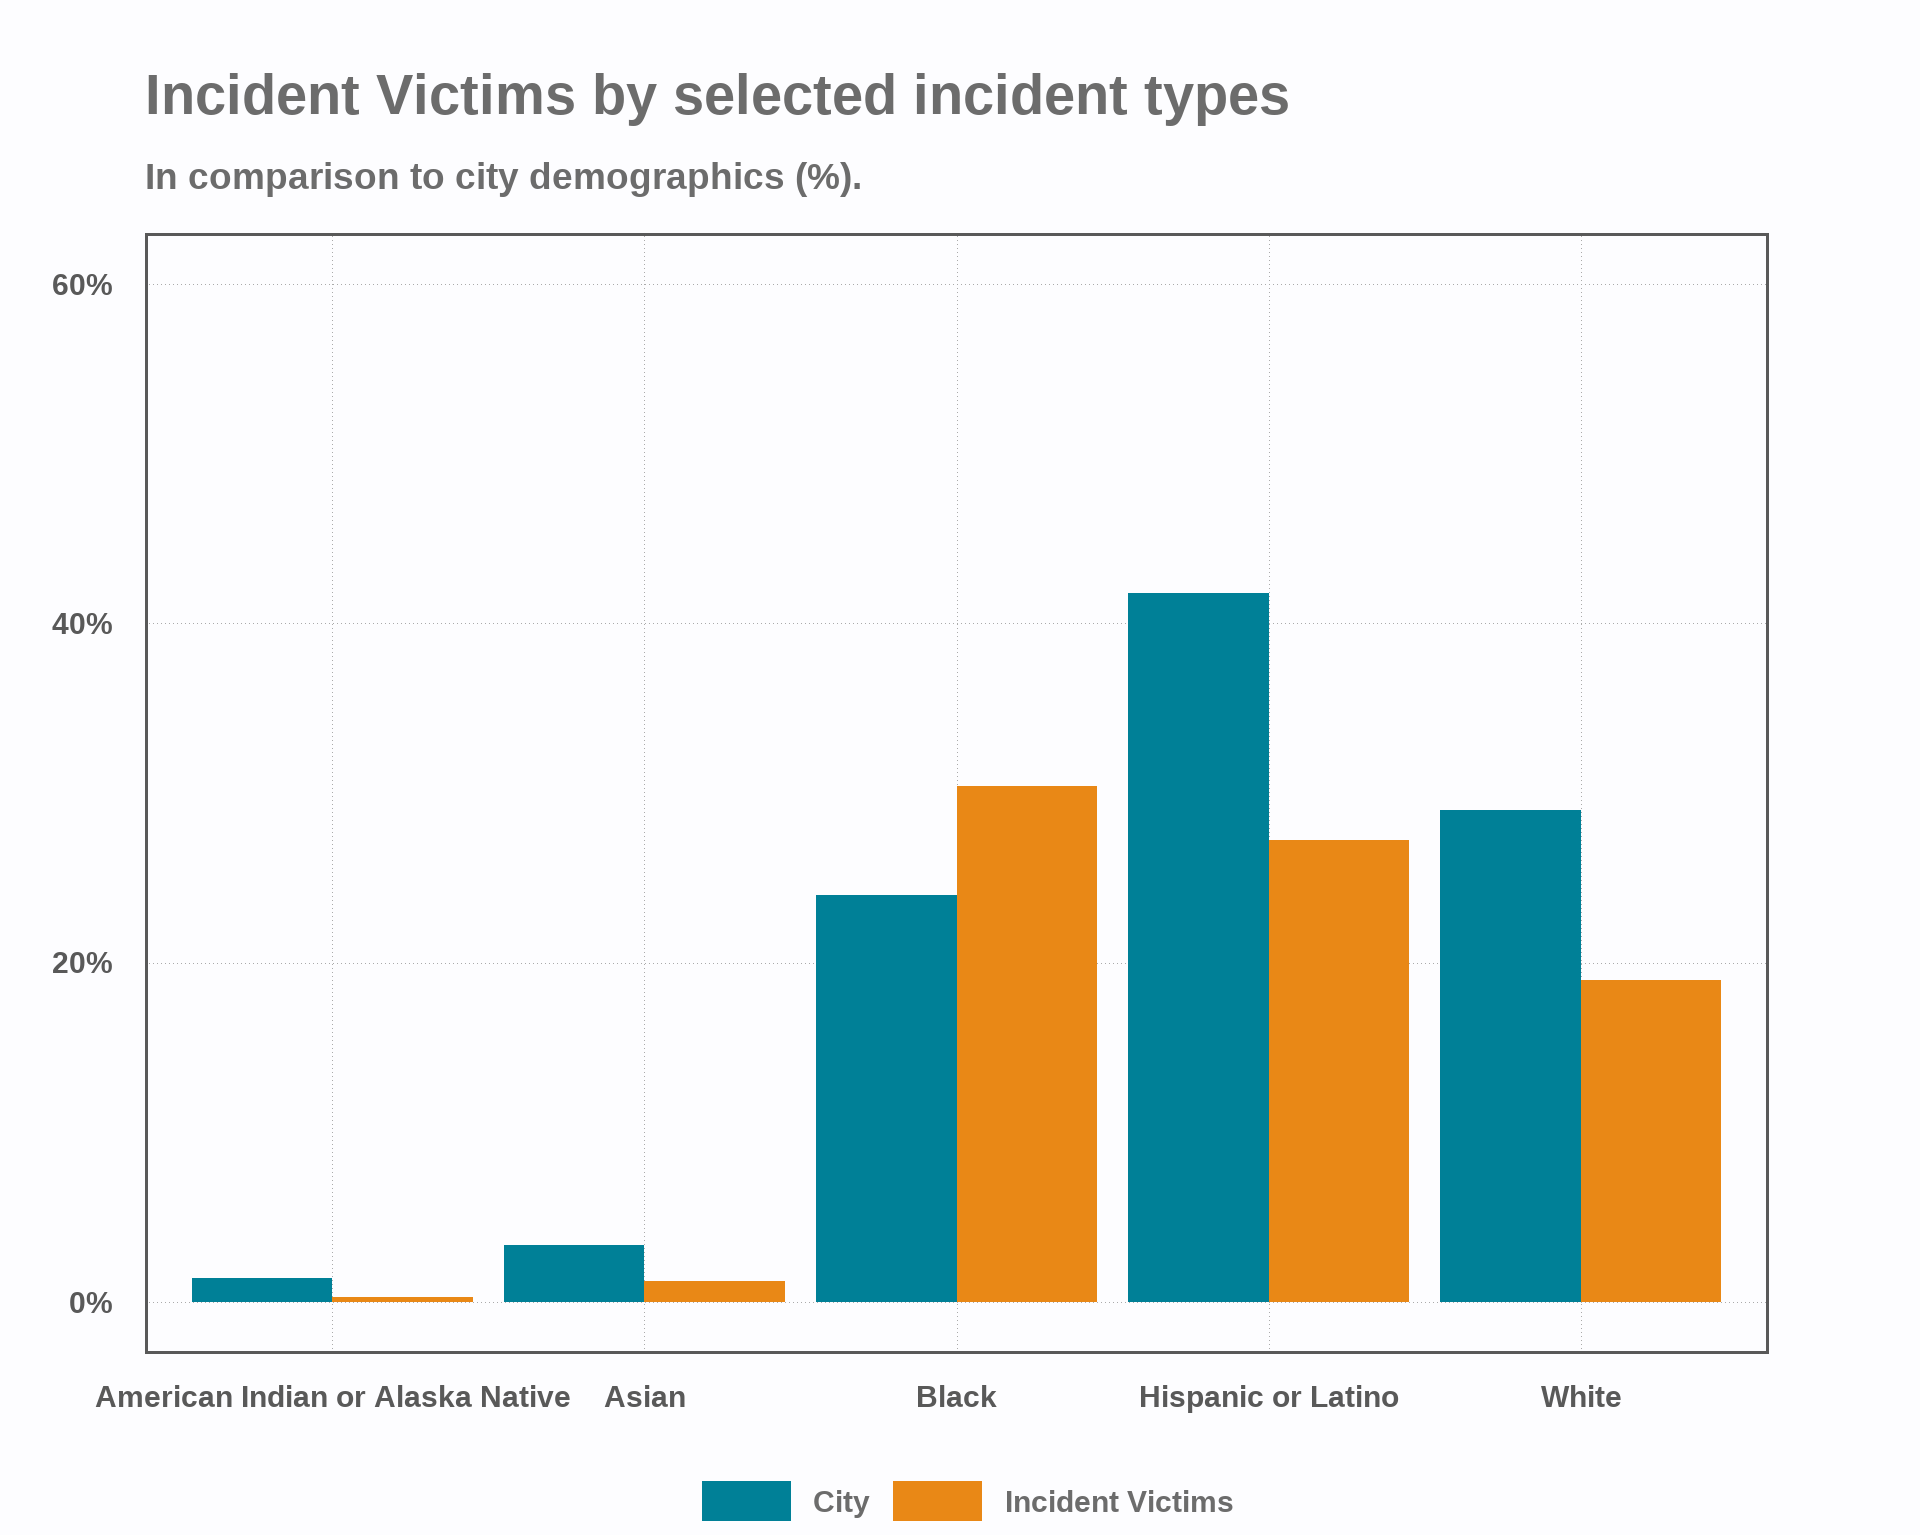 Incident Victims by selected incident types
In comparison to city demographics (%).
60%
40%
20%
0%
American Indian or Alaska Native Asian Black Hispanic or Latino White
City Incident Victims